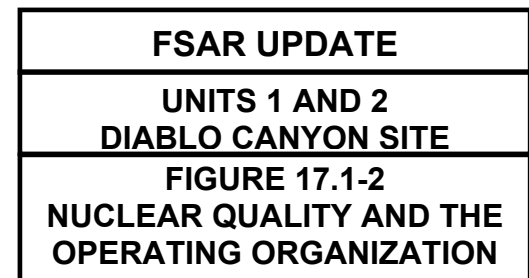 FSAR UPDATE
UNITS 1 AND 2
DIABLO CANYON SITE
FIGURE 17.1-2
NUCLEAR QUALITY AND THE
OPERATING ORGANIZATION